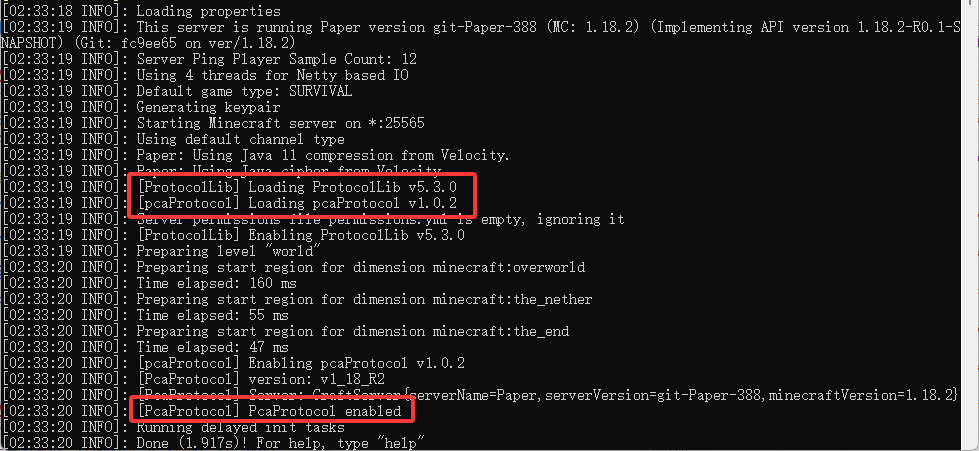 [02:33:18 INFO]: Loading properties
[02:33:19 INFO]: This server is running Paper version git-Paper-388 (MC: 1.18.2) (Implementing API version 1.18.2-R0.1-S
NAPSHOT) (Git: fc9ee65 on ver/1.18.2)
[02:33:19 INFO]: Server Ping Player Sample Count: 12
[02:33:19 INFO]: Using 4 threads for Netty based IO
[02:33:19 INFO]: Default game type: SURVIVAL
[02:33:19 INFO]: Generating keypair
[02:33:19 INFO]: Starting Minecraft server on *:25565
[02:33:19 INFO]: Using default channel type
[02:33:19 INFO]: Paper: Using Java 11 compression from Velocity.
[02:33:19 INFO]: Paper: Using Java cipher from Velocity.
[02:33:19 INFO]: [ProtocolLib] Loading ProtocolLib v5.3.0
[02:33:19 INFO]: [pcaProtocol] Loading pcaProtocol v1.0.2
[02:33:19 INFO]: Server permissions file permissions.yml is empty, ignoring it
[02:33:19 INFO]: [ProtocolLib] Enabling ProtocolLib v5.3.0
[02:33:19 INFO]: Preparing level "world"
[02:33:20 INFO]: Preparing start region for dimension minecraft:overworld
[02:33:20 INFO]: Time elapsed: 160 ms
[02:33:20 INFO]: Preparing start region for dimension minecraft:the_nether
[02:33:20 INFO]: Time elapsed: 55 ms
[02:33:20 INFO]: Preparing start region for dimension minecraft:the_end
[02:33:20 INFO]: Time elapsed: 47 ms
[02:33:20 INFO]: [pcaProtocol] Enabling pcaProtocol v1.0.2
[02:33:20 INFO]: [PcaProtocol] version: v1_18_R2
[02:33:20 INFO]: [PcaProtocol] Server: CraftServer{serverName=Paper,serverVersion=git-Paper-388,minecraftVersion=1.18.2}
[02:33:20 INFO]: [PcaProtocol] PcaProtocol enabled
[02:33:20 INFO]: Running delayed init tasks
[02:33:20 INFO]: Done (1.917s)! For help, type "help"